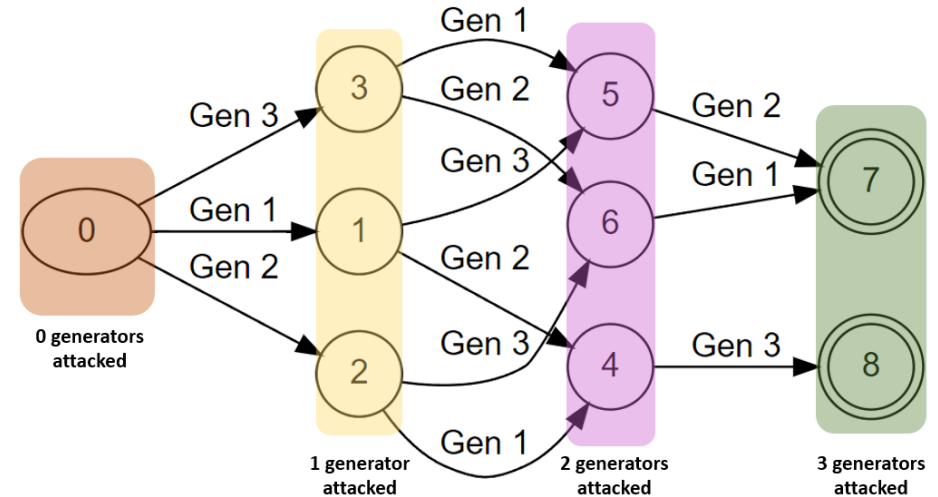 Gen 1
3
5
Gen 2
Gen 2
Gen 3
7
Gen 3
Gen 1
Gen 1
0
1
6
Gen 2
Gen 2
Gen 3
Gen 3
2
4
8
Gen 1
0 generators
attacked
1 generator
attacked
2 generators
attacked
3 generators
attacked